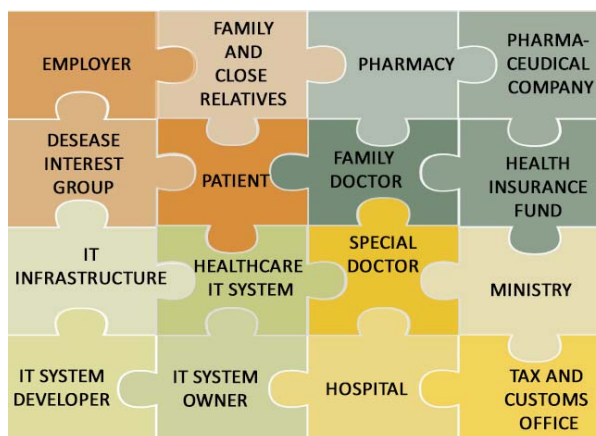 EMPLOYER
FAMILY
AND
CLOSE
RELATIVES
PHARMACY
PHARMA-
CEUDICAL
COMPANY
DESEASE
INTEREST
GROUP
PATIENT
FAMILY
DOCTOR
HEALTH
INSURANCE
FUND
IT
INFRASTRUCTURE
HEALTHCARE
IT SYSTEM
SPECIAL
DOCTOR
MINISTRY
IT SYSTEM
DEVELOPER
IT SYSTEM
OWNER
HOSPITAL
TAX AND
CUSTOMS
OFFICE